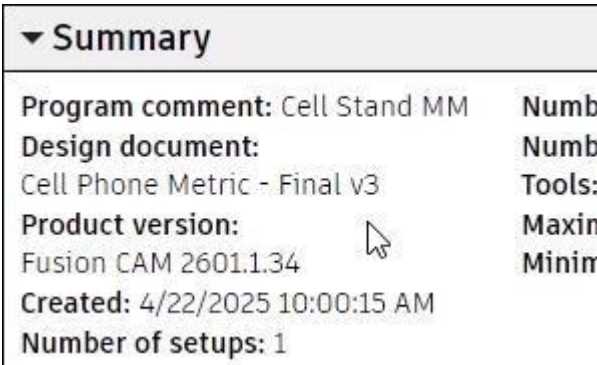 Summary
Program comment: Cell Stand MM
Design document:
Cell Phone Metric - Final v3
Product version:
Fusion CAM 2601.1.34
Created: 4/22/2025 10:00:15 AM
Number of setups: 1
Tools: